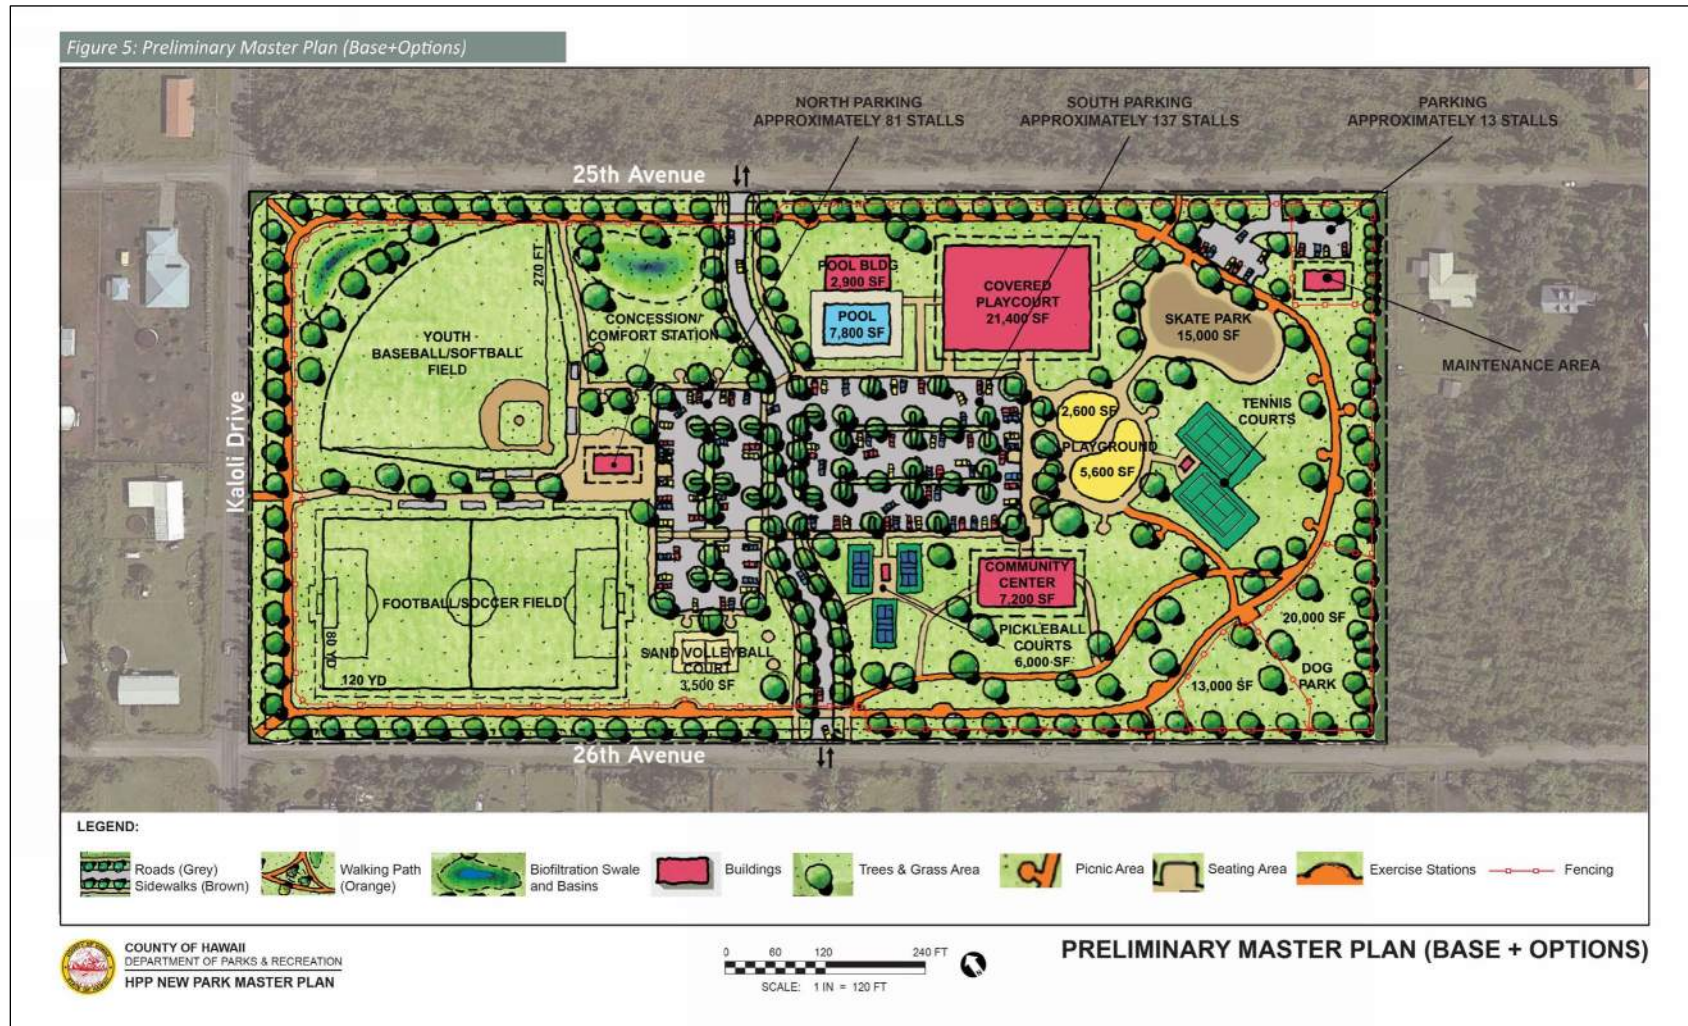 Figure 5: Preliminary Master Plan (Base+Options)
NORTH PARKING
APPROXIMATELY 81 STALLS
SOUTH PARKING
APPROXIMATELY 137 STALLS
PARKING
APPROXIMATELY 13 STALLS
25th Avenue
270 FT
POOL BLDG
2,900 SF
POOL
7,800 SF
COVERED
PLAYCOURT
21,400 SF
SKATE PARK
15,000 SF
CONCESSION/
COMFORT STATION
YOUTH
BASEBALL/SOFTBALL
FIELD
MAINTENANCE AREA
Kaloli Drive
2,600 SF
PLAYGROUND
5,600 SF
TENNIS
COURTS
FOOTBALL/SOCCER FIELD
80 YD
120 YD
SAND VOLLEYBALL
COURT
3,500 SF
COMMUNITY
CENTER
7,200 SF
PICKLEBALL
COURTS
6,000 SF
20,000 SF
13,000 SF
DOG
PARK
26th Avenue
LEGEND:
Roads (Grey)
Sidewalks (Brown)
Walking Path
(Orange)
Biofiltration Swale
and Basins
Buildings
Trees & Grass Area
Picnic Area
Seating Area
Exercise Stations
Fencing
COUNTY OF HAWAII
DEPARTMENT OF PARKS & RECREATION
HPP NEW PARK MASTER PLAN
0 60 120 240 FT
SCALE: 1 IN = 120 FT
PRELIMINARY MASTER PLAN (BASE + OPTIONS)